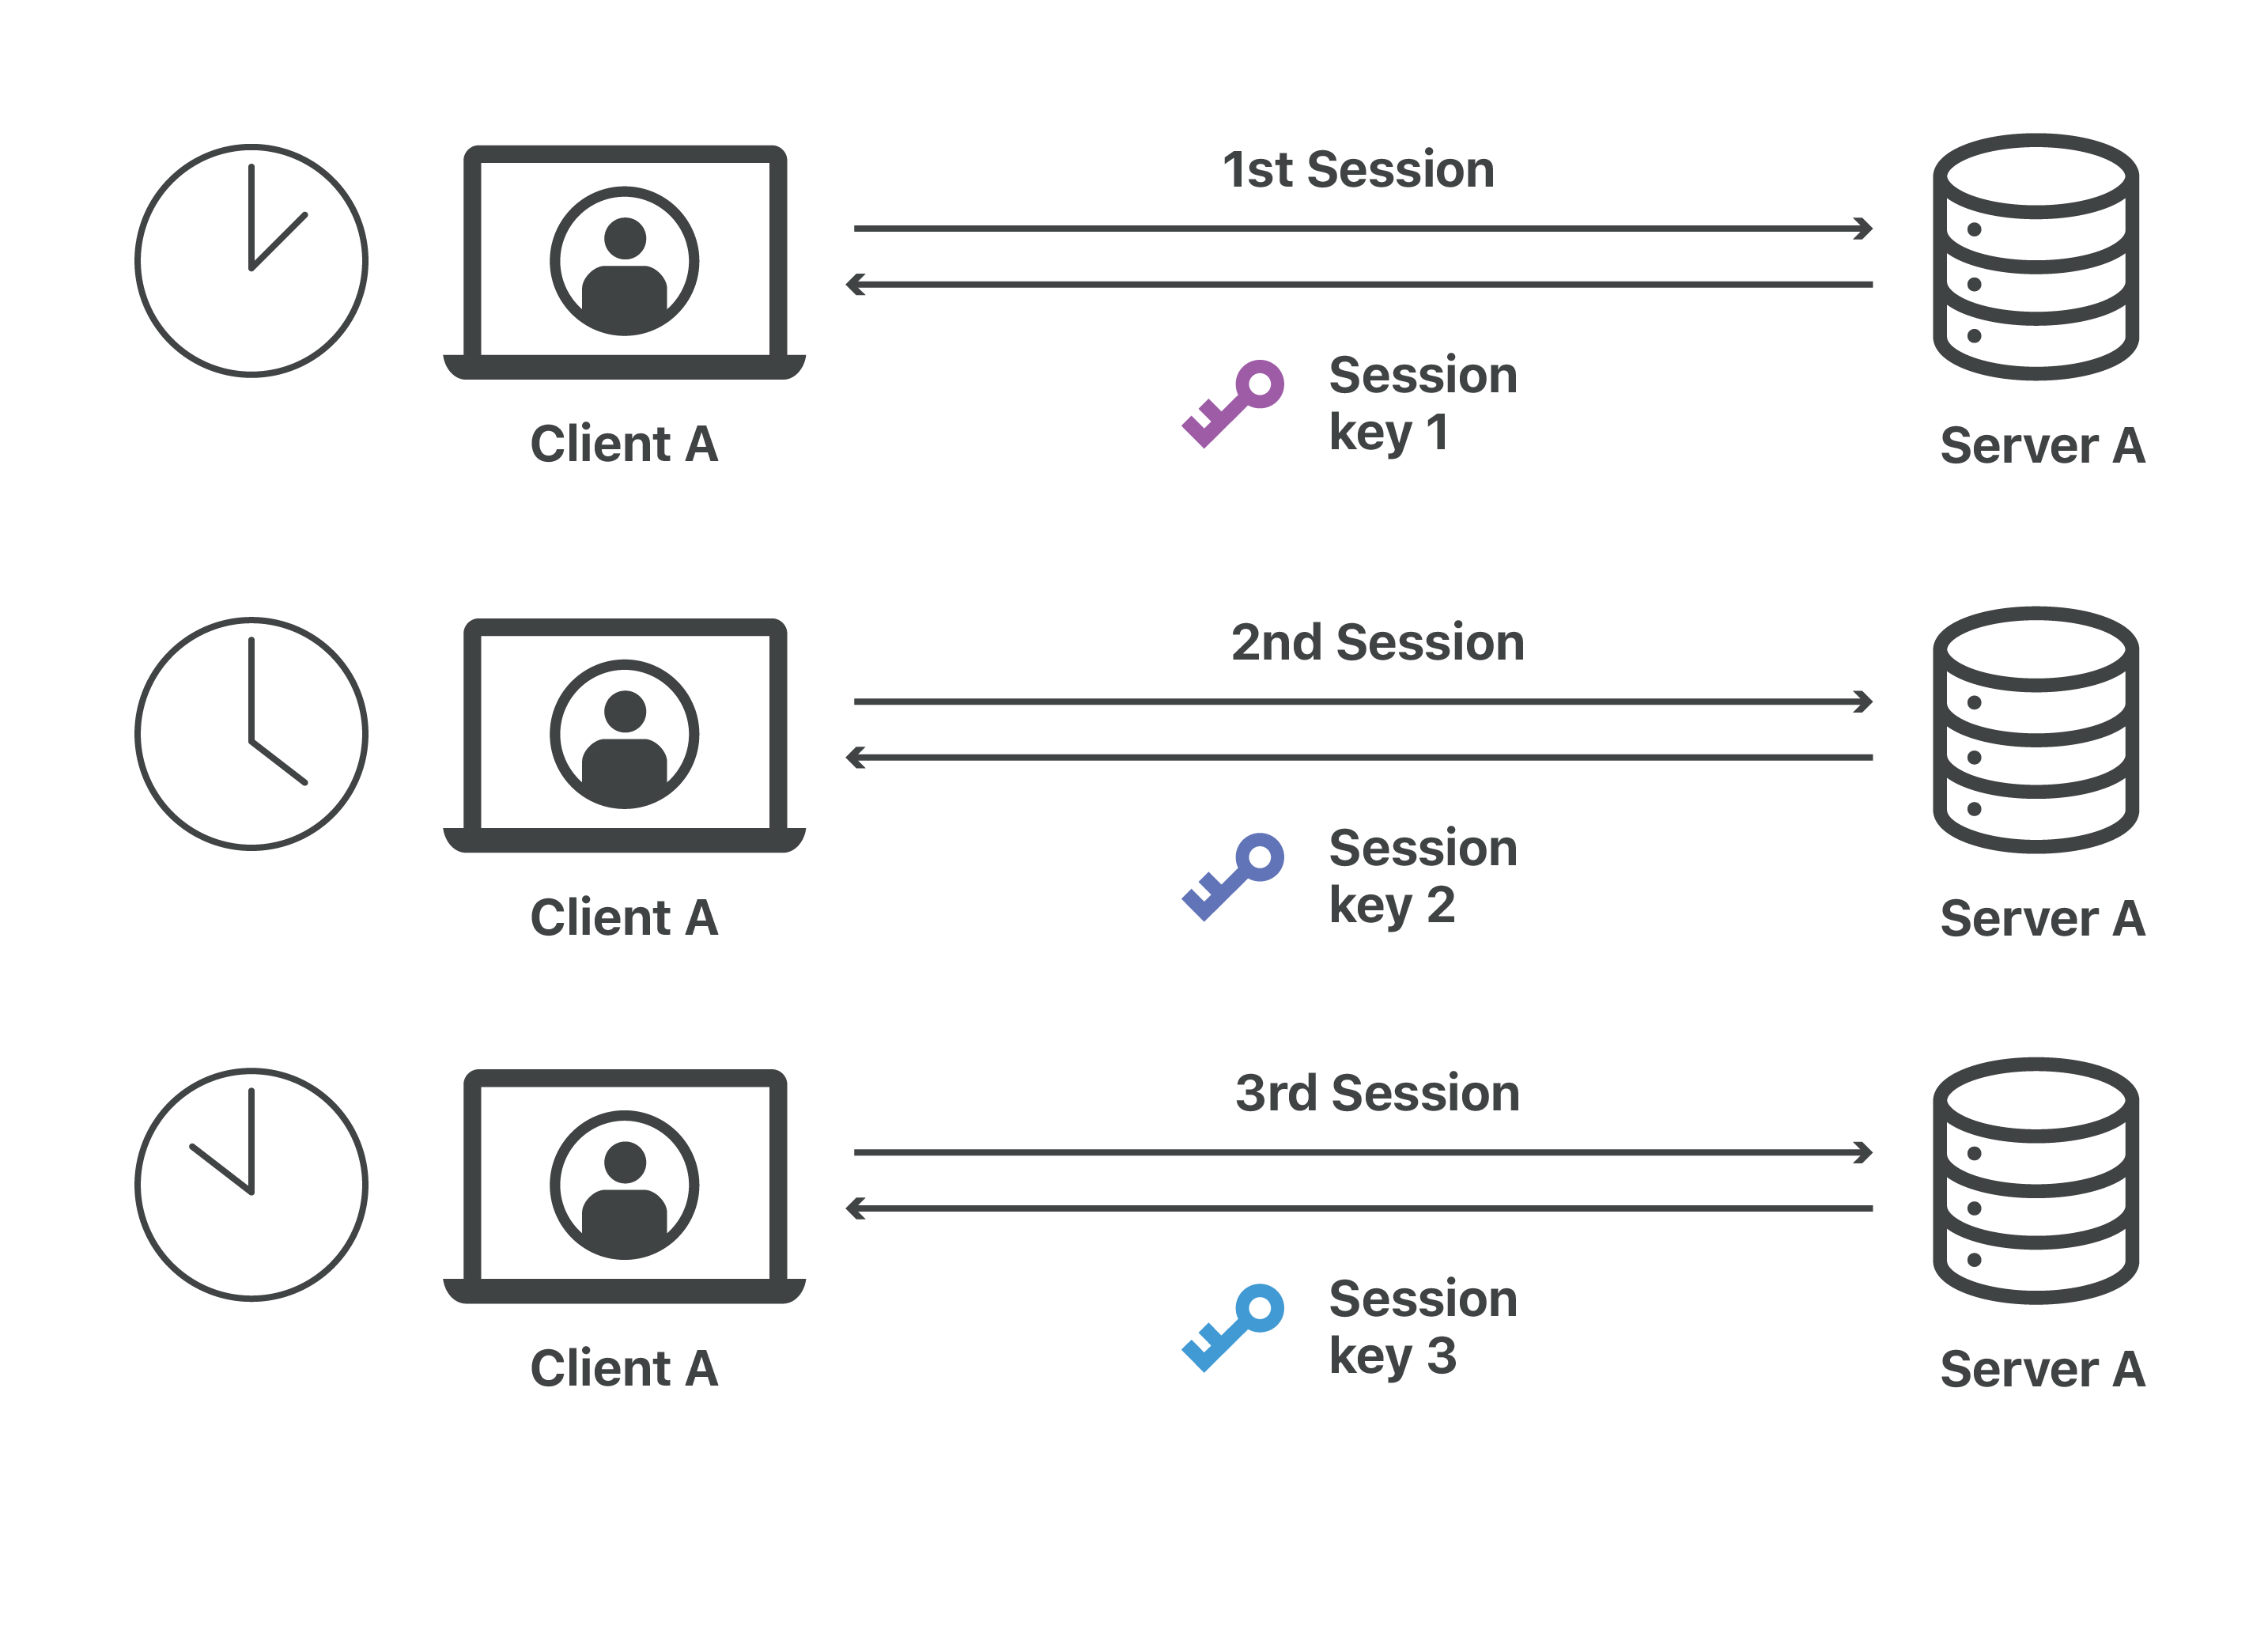 1st Session
Session
key 1
Client A
Server A
2nd Session
Session
key 2
Client A
Server A
3rd Session
Session
key 3
Client A
Server A